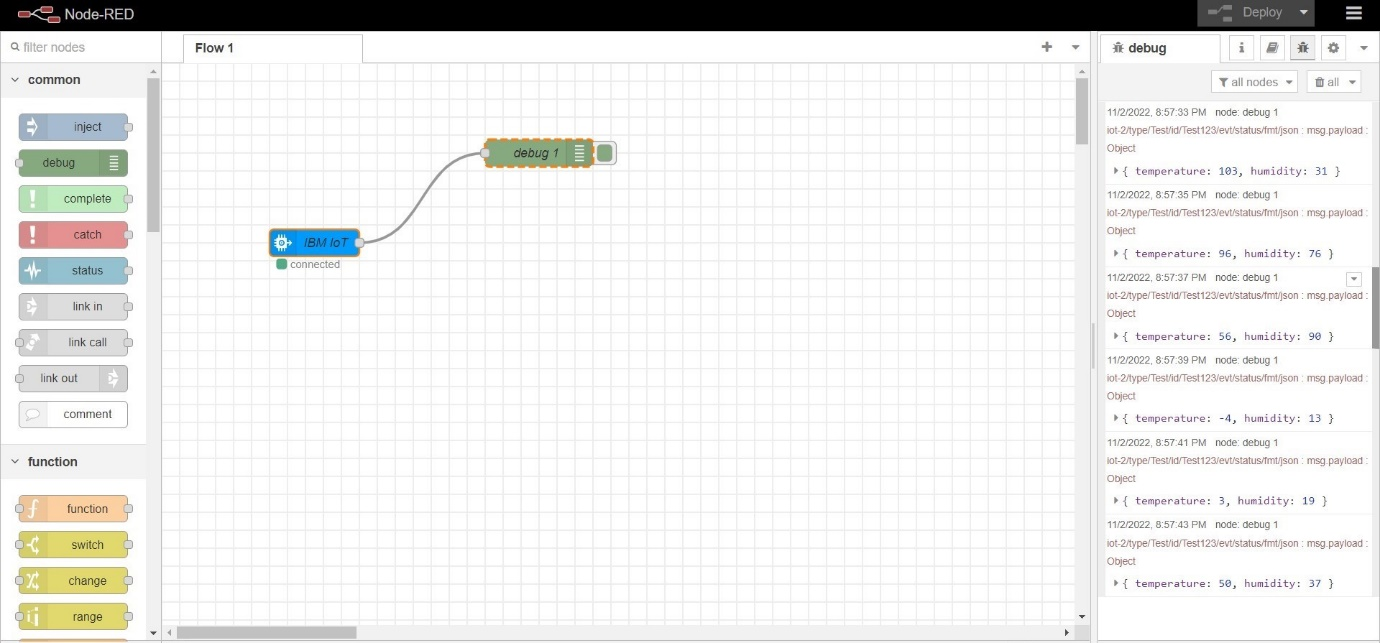 Node-RED
Deploy
filter nodes
Flow 1
debug
common
all nodes
all
inject
debug
complete
catch
status
link in
link call
link out
comment
function
function
switch
change
range
debug 1
IBM IoT
connected
11/2/2022, 8:57:33 PM node: debug 1
iot-2/type/Test/id/Test123/evt/status/fmt/json : msg.payload :
Object
{ temperature: 103, humidity: 31 }
11/2/2022, 8:57:35 PM node: debug 1
iot-2/type/Test/id/Test123/evt/status/fmt/json : msg.payload :
Object
{ temperature: 96, humidity: 76 }
11/2/2022, 8:57:37 PM node: debug 1
iot-2/type/Test/id/Test123/evt/status/fmt/json : msg.payload :
Object
{ temperature: 56, humidity: 90 }
11/2/2022, 8:57:39 PM node: debug 1
iot-2/type/Test/id/Test123/evt/status/fmt/json : msg.payload :
Object
{ temperature: -4, humidity: 13 }
11/2/2022, 8:57:41 PM node: debug 1
iot-2/type/Test/id/Test123/evt/status/fmt/json : msg.payload :
Object
{ temperature: 3, humidity: 19 }
11/2/2022, 8:57:43 PM node: debug 1
iot-2/type/Test/id/Test123/evt/status/fmt/json : msg.payload :
Object
{ temperature: 50, humidity: 37 }